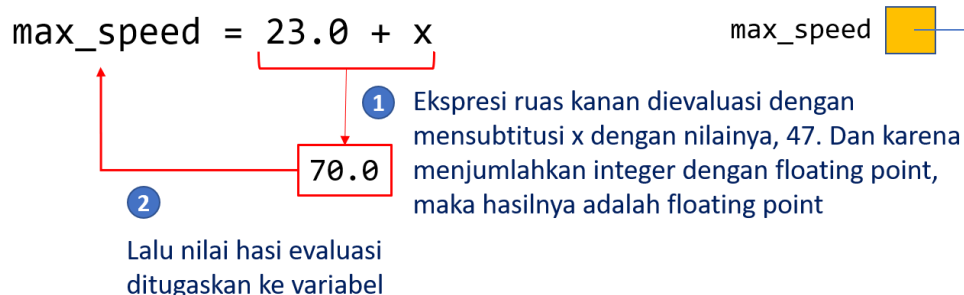 max_speed = 23.0 + x
max_speed
1 Ekspresi ruas kanan dievaluasi dengan
mensubtitusi x dengan nilainya, 47. Dan karena
menjumlahkan integer dengan floating point,
maka hasilnya adalah floating point
70.0
2
Lalu nilai hasi evaluasi
ditugaskan ke variabel